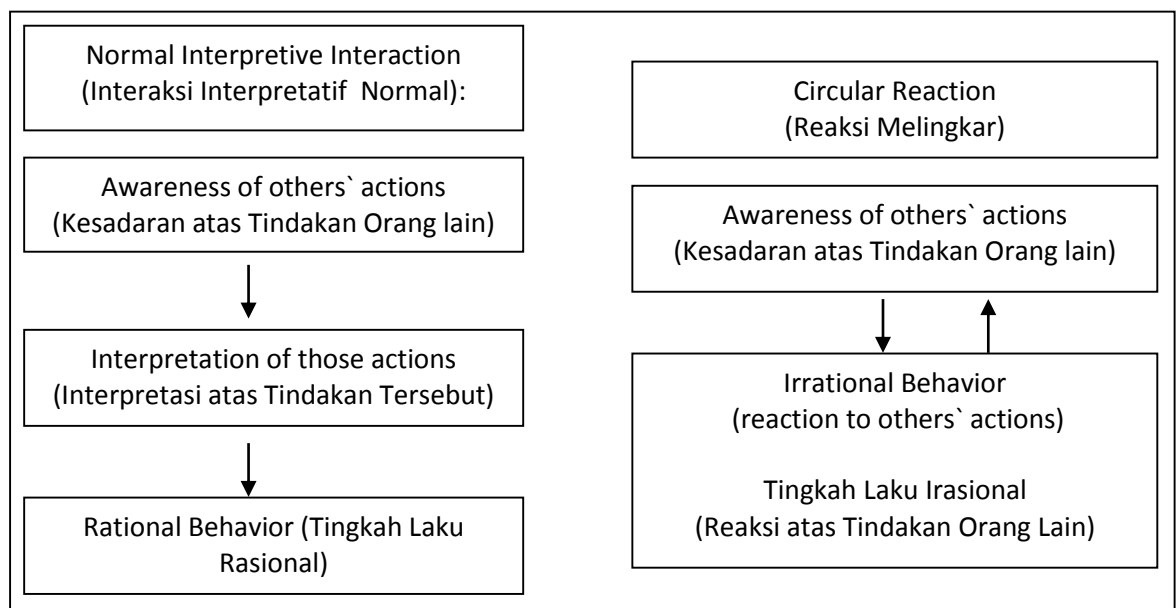 Normal Interpretive Interaction
(Interaksi Interpretatif  Normal):
Awareness of others` actions
(Kesadaran atas Tindakan Orang lain)
Interpretation of those actions
(Interpretasi atas Tindakan Tersebut)
Rational Behavior (Tingkah Laku
Rasional)
Circular Reaction
(Reaksi Melingkar)
Awareness of others` actions
(Kesadaran atas Tindakan Orang lain)
Irrational Behavior
(reaction to others` actions)
Tingkah Laku Irasional
(Reaksi atas Tindakan Orang Lain)